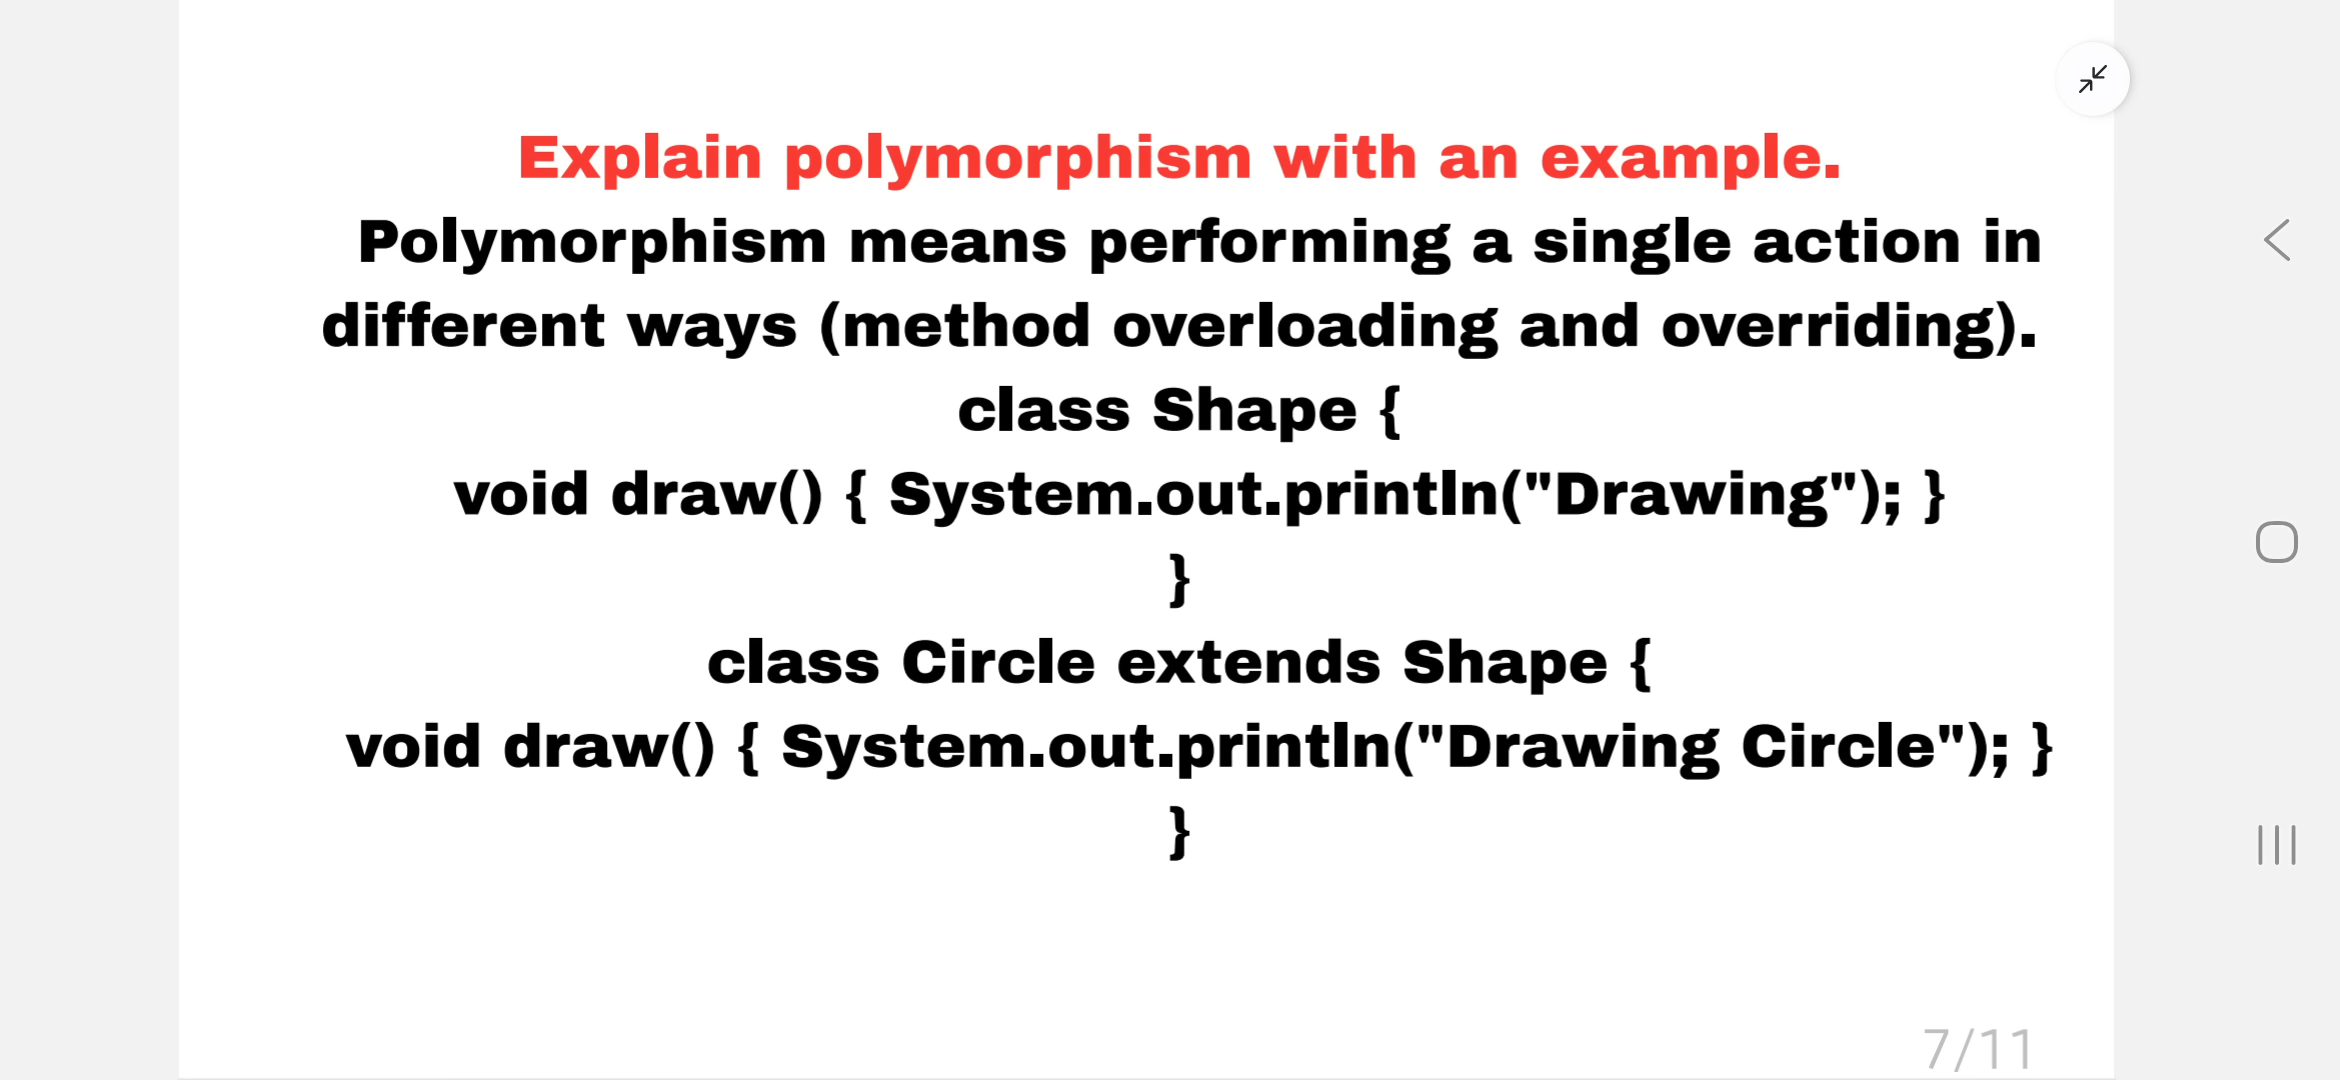 Explain polymorphism with an example.
Polymorphism means performing a single action in
different ways (method overloading and overriding).
class Shape {
void draw() { System.out.println("Drawing"); }
}
class Circle extends Shape {
void draw() { System.out.println("Drawing Circle"); }
}
7/11